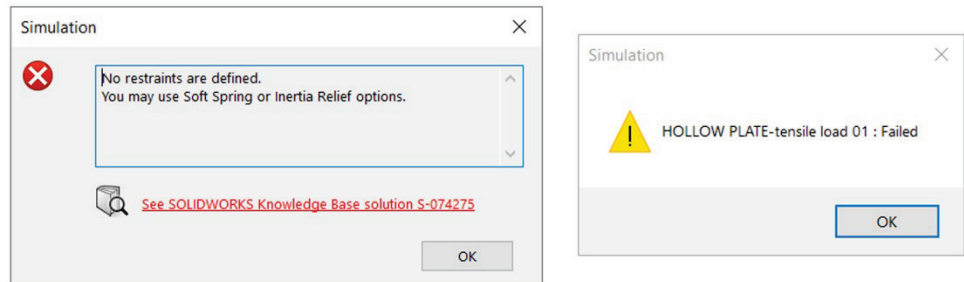 Simulation
No restraints are defined.
You may use Soft Spring or Inertia Relief options.
See SOLIDWORKS Knowledge Base solution S-074275
OK
Simulation
HOLLOW PLATE-tensile load 01 : Failed
OK